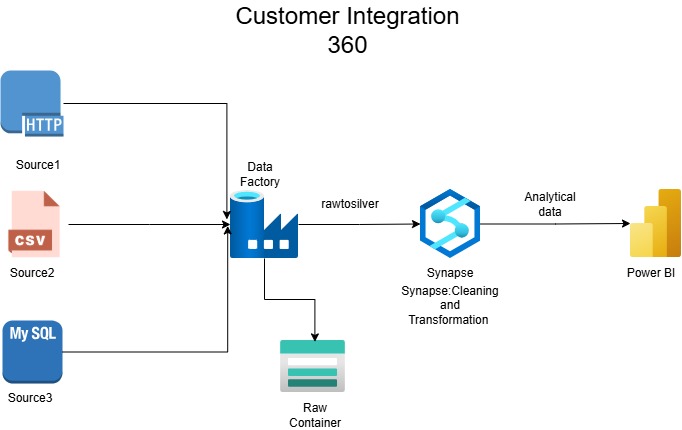 Customer Integration
360
HTTP
Source1
CSV
Source2
My SQL
Source3
Data
Factory
rawtosilver
Raw
Container
Synapse
Synapse:Cleaning
and
Transformation
Analytical
data
Power BI